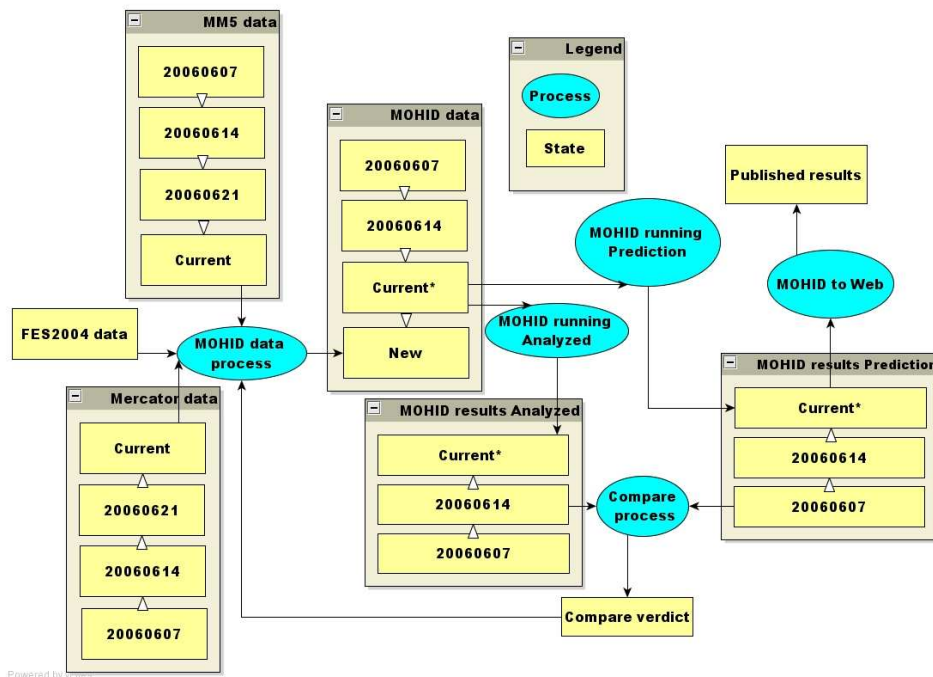 MM5 data
20060607
20060614
20060621
Current
Legend
Process
State
MOHID data
20060607
20060614
Current*
New
MOHID running
Prediction
Published results
MOHID to Web
MOHID running
Analyzed
FES2004 data
MOHID data
process
Mercator data
Current
20060621
20060614
20060607
MOHID results Analyzed
Current*
20060614
20060607
Compare
process
Compare verdict
MOHID results Prediction
Current*
20060614
20060607
Powered by